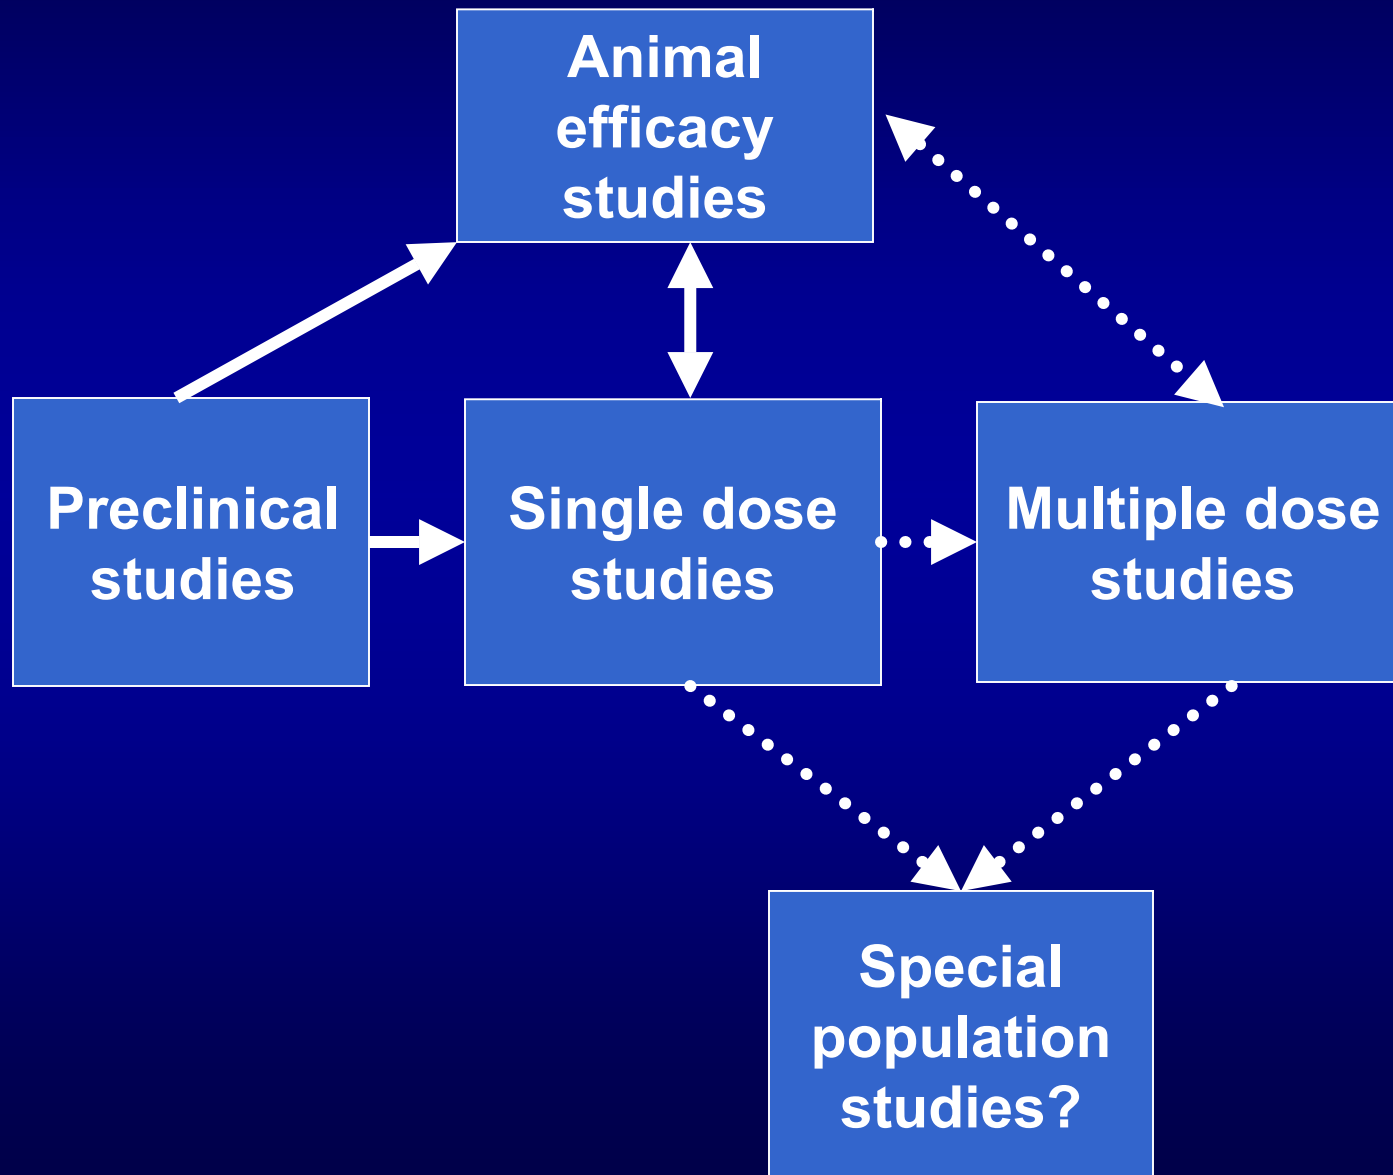 Animal
efficacy
studies
Preclinical
studies
Single dose
studies
Multiple dose
studies
Special
population
studies?